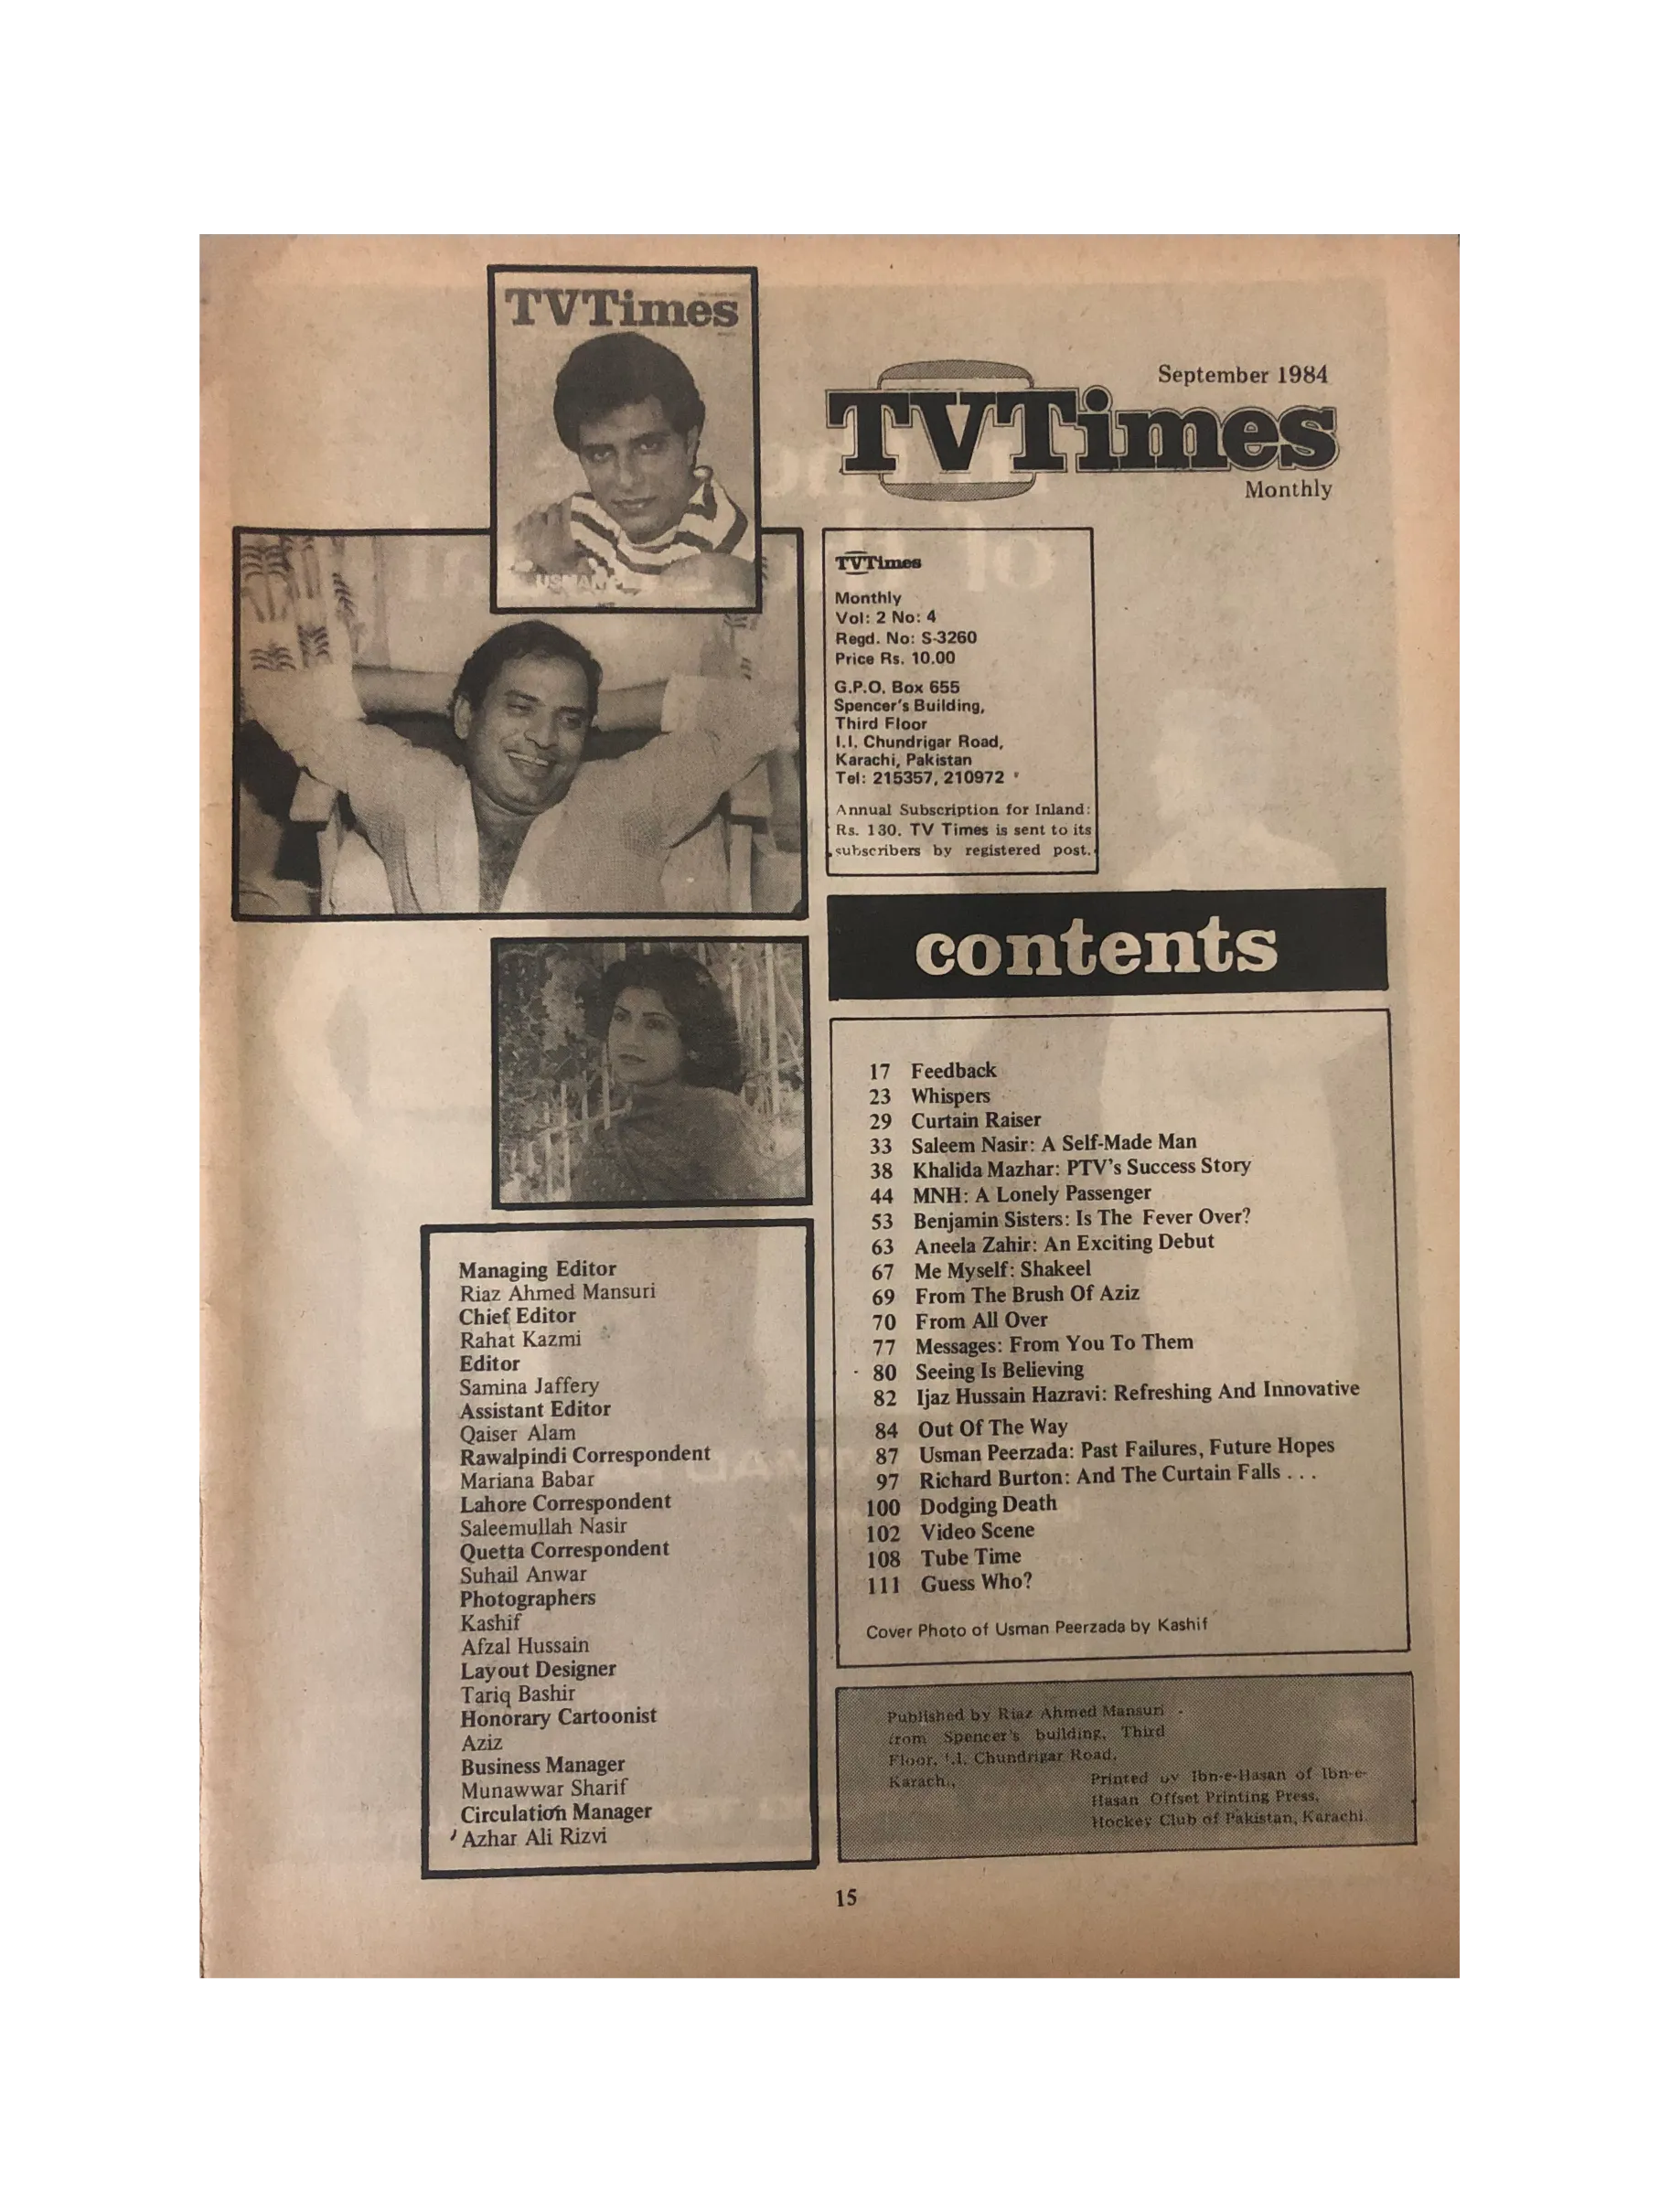 TVTimes
USMAN
September 1984
TVTimes
Monthly
TVTimes
Monthly
Vol: 2 No: 4
Regd. No: S-3260
Price Rs. 10.00
G.P.O. Box 655
Spencer's Building,
Third Floor
I.I. Chundrigar Road,
Karachi, Pakistan
Tel: 215357, 210972
Annual Subscription for Inland:
Rs. 130. TV Times is sent to its
subscribers by registered post.
contents
17 Feedback
23 Whispers
29 Curtain Raiser
33 Saleem Nasir: A Self-Made Man
38 Khalida Mazhar: PTV's Success Story
44 MNH: A Lonely Passenger
53 Benjamin Sisters: Is The Fever Over?
63 Aneela Zahir: An Exciting Debut
67 Me Myself: Shakeel
69 From The Brush Of Aziz
70 From All Over
77 Messages: From You To Them
80 Seeing Is Believing
82 Ijaz Hussain Hazravi: Refreshing And Innovative
84 Out Of The Way
87 Usman Peerzada: Past Failures, Future Hopes
97 Richard Burton: And The Curtain Falls . . .
100 Dodging Death
102 Video Scene
108 Tube Time
111 Guess Who?
Cover Photo of Usman Peerzada by Kashif
Managing Editor
Riaz Ahmed Mansuri
Chief Editor
Rahat Kazmi
Editor
Samina Jaffery
Assistant Editor
Qaiser Alam
Rawalpindi Correspondent
Mariana Babar
Lahore Correspondent
Saleemullah Nasir
Quetta Correspondent
Suhail Anwar
Photographers
Kashif
Afzal Hussain
Layout Designer
Tariq Bashir
Honorary Cartoonist
Aziz
Business Manager
Munawwar Sharif
Circulation Manager
Azhar Ali Rizvi
Published by Riaz Ahmed Mansuri
from Spencer's building, Third
Floor, I.I. Chundrigar Road,
Karachi,
Printed by Ibn-e-Hasan of Ibn-e-
Hasan Offset Printing Press,
Hockey Club of Pakistan, Karachi.
15